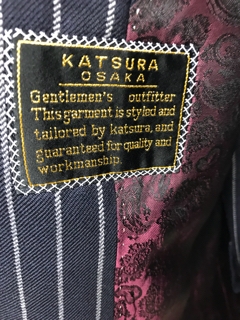 KATSURA
OSAKA
Gentlemen's outfitter
This garment is styled and
tailored by katsura, and
guaranteed for quality and
workmanship.